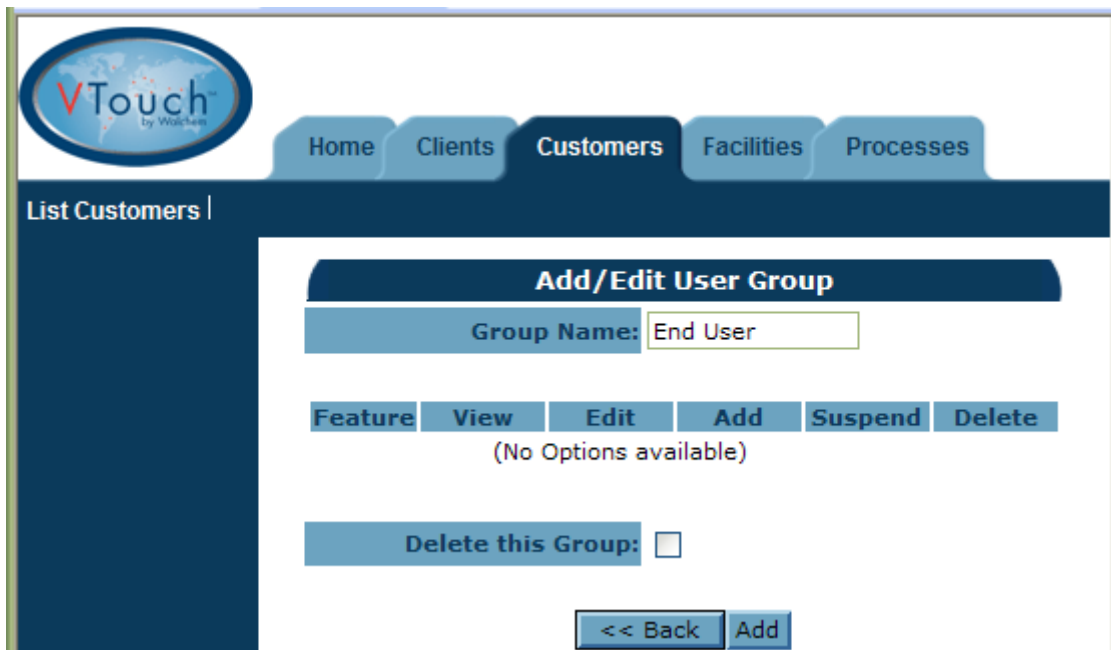 VTouch™
by Walchem
Home Clients Customers Facilities Processes
List Customers |
Add/Edit User Group
Group Name: End User
Feature View Edit Add Suspend Delete
(No Options available)
Delete this Group:
<< Back Add